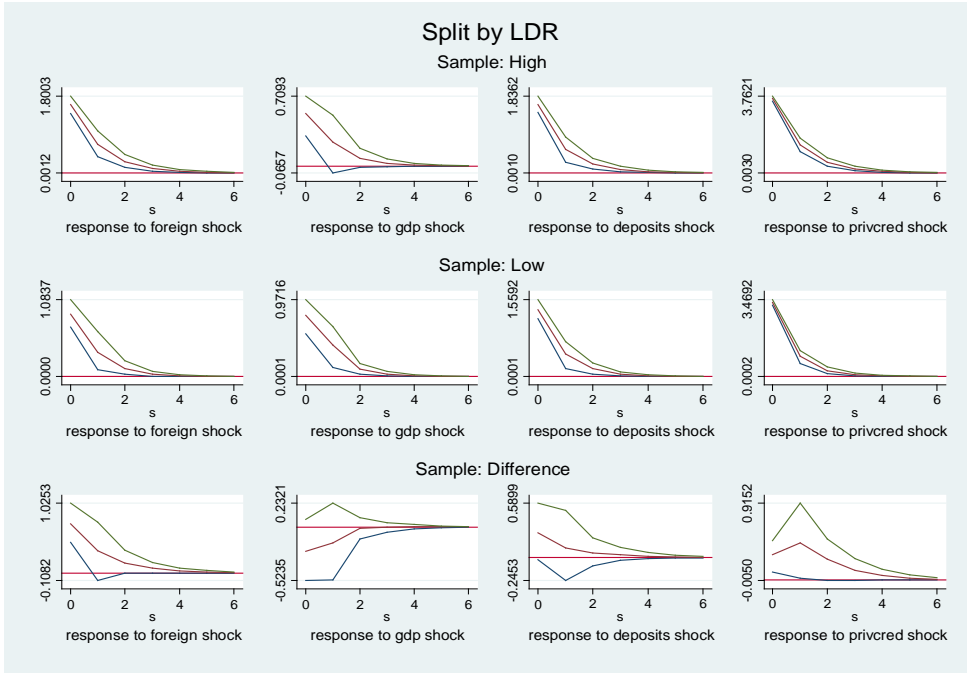 Split by LDR
Sample: High
1.8003
0.0012
0 2 4 6
s
response to foreign shock
0.7093
-0.0657
0 2 4 6
s
response to gdp shock
1.8362
0.0010
0 2 4 6
s
response to deposits shock
3.7621
0.0030
0 2 4 6
s
response to privcred shock
Sample: Low
1.0837
0.0000
0 2 4 6
s
response to foreign shock
0.9716
0.0001
0 2 4 6
s
response to gdp shock
1.5592
0.0001
0 2 4 6
s
response to deposits shock
3.4692
0.0002
0 2 4 6
s
response to privcred shock
Sample: Difference
1.0253
-0.1082
0 2 4 6
s
response to foreign shock
0.2321
-0.5235
0 2 4 6
s
response to gdp shock
0.5899
-0.2453
0 2 4 6
s
response to deposits shock
0.9152
-0.0050
0 2 4 6
s
response to privcred shock